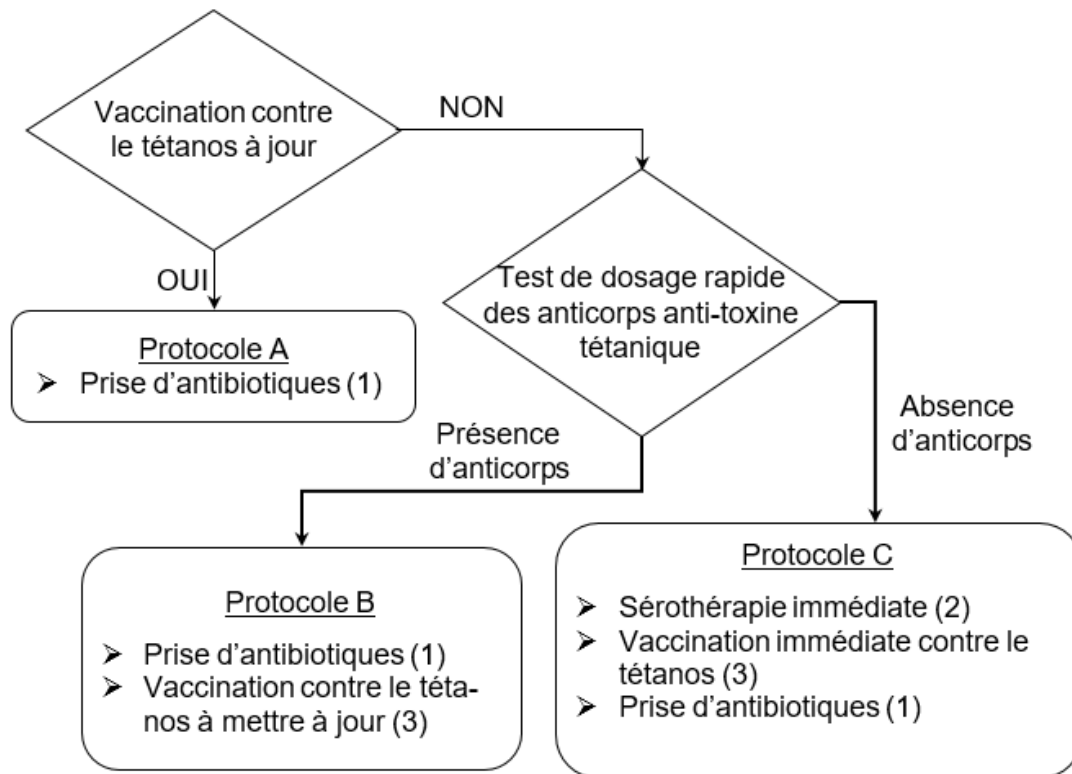 Vaccination contre
le tétanos à jour
NON
OUI
Test de dosage rapide
des anticorps anti-toxine
tétanique
Protocole A
➢ Prise d’antibiotiques (1)
Présence
d’anticorps
Absence
d’anticorps
Protocole B
➢ Prise d’antibiotiques (1)
➢ Vaccination contre le téta-
nos à mettre à jour (3)
Protocole C
➢ Sérothérapie immédiate (2)
➢ Vaccination immédiate contre le
tétanos (3)
➢ Prise d’antibiotiques (1)